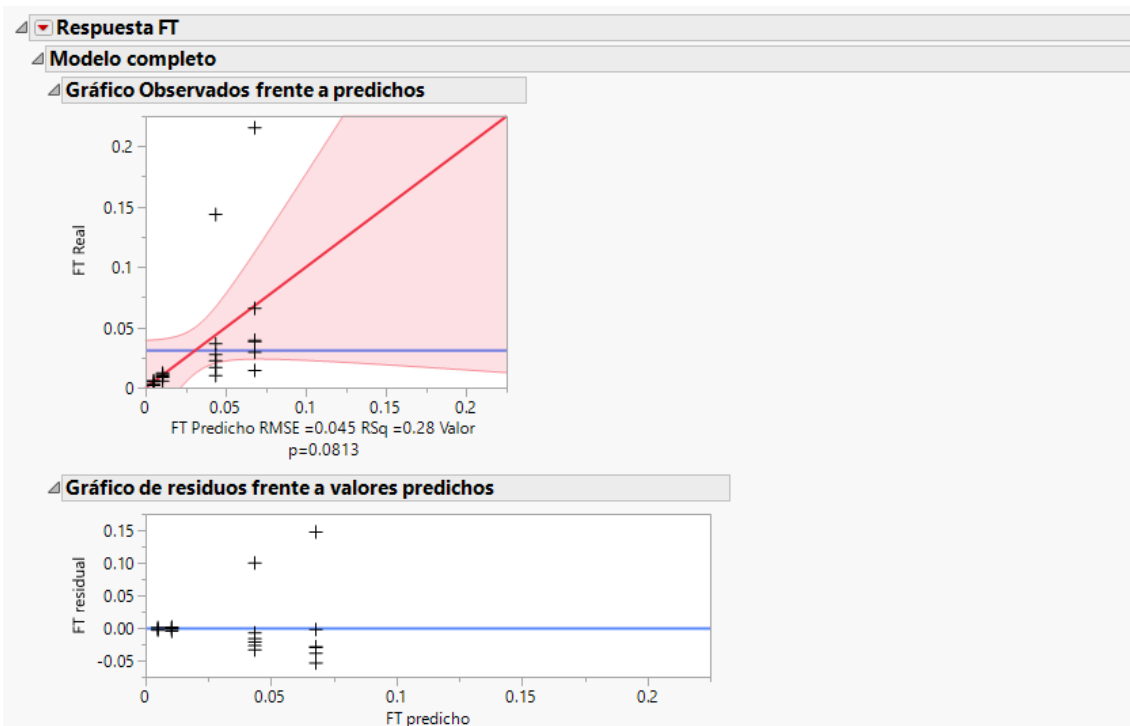 Respuesta FT
Modelo completo
Gráfico Observados frente a predichos
FT Real
0.2
0.15
0.1
0.05
0
0 0.05 0.1 0.15 0.2
FT Predicho RMSE =0.045 RSq =0.28 Valor
p=0.0813
Gráfico de residuos frente a valores predichos
FT residual
0.15
0.10
0.05
0.00
-0.05
0 0.05 0.1 0.15 0.2
FT predicho